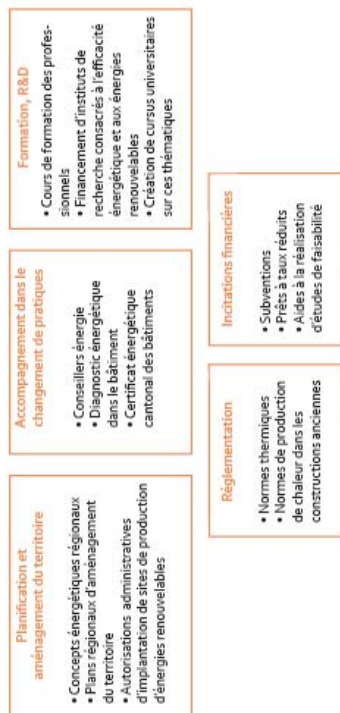 Planification et
aménagement du territoire
• Concepts énergétiques régionaux
• Plans régionaux d'aménagement
du territoire
• Autorisations administratives
d'implantation de sites de production
d'énergies renouvelables
Accompagnement dans le
changement de pratiques
• Conseillers énergie
• Diagnostic énergétique
dans le bâtiment
• Certificat énergétique
cantonal des bâtiments
Formation, R&D
• Cours de formation des profes-
sionnels
• Financement d'instituts de
recherche consacrés à l'efficacité
énergétique et aux énergies
renouvelables
• Création de cursus universitaires
sur ces thématiques
Réglementation
• Normes thermiques
• Normes de production
de chaleur dans les
constructions anciennes
Incitations financières
• Subventions
• Prêts à taux réduits
• Aides à la réalisation
d'études de faisabilité